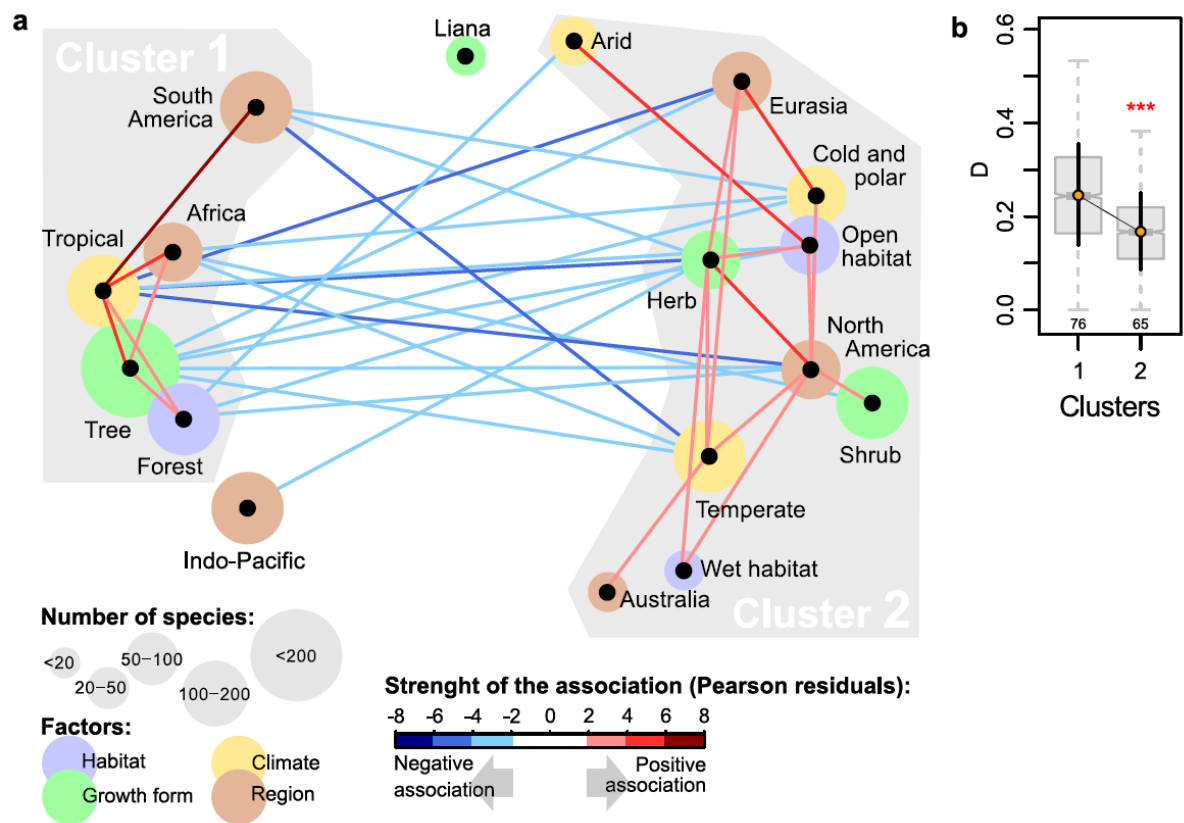 a
Cluster 1
Liana
Arid
South
America
Eurasia
Cold and
polar
Africa
Tropical
Open
habitat
Herb
North
America
Tree
Forest
Shrub
Temperate
Indo-Pacific
Wet habitat
Australia
Cluster 2
Number of species:
<20
20–50
50–100
100–200
<200
Factors:
Habitat
Climate
Growth form
Region
Strenght of the association (Pearson residuals):
-8 -6 -4 -2 0 2 4 6 8
Negative
association
Positive
association
b
0.6
0.4
0.2
0.0
D
***
76 65
1 2
Clusters